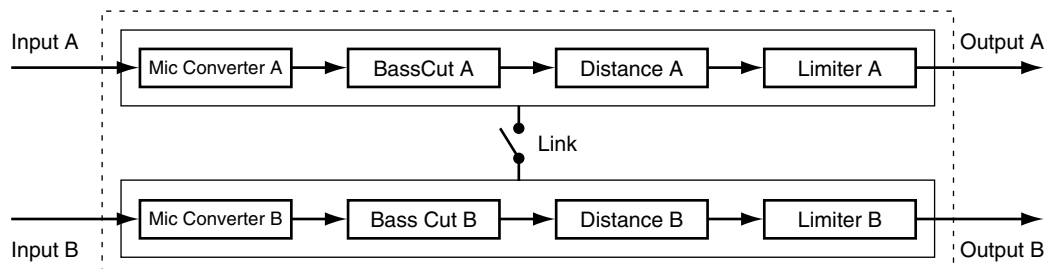 Input A
Output A
Mic Converter A
BassCut A
Distance A
Limiter A
Link
Mic Converter B
Bass Cut B
Distance B
Limiter B
Input B
Output B